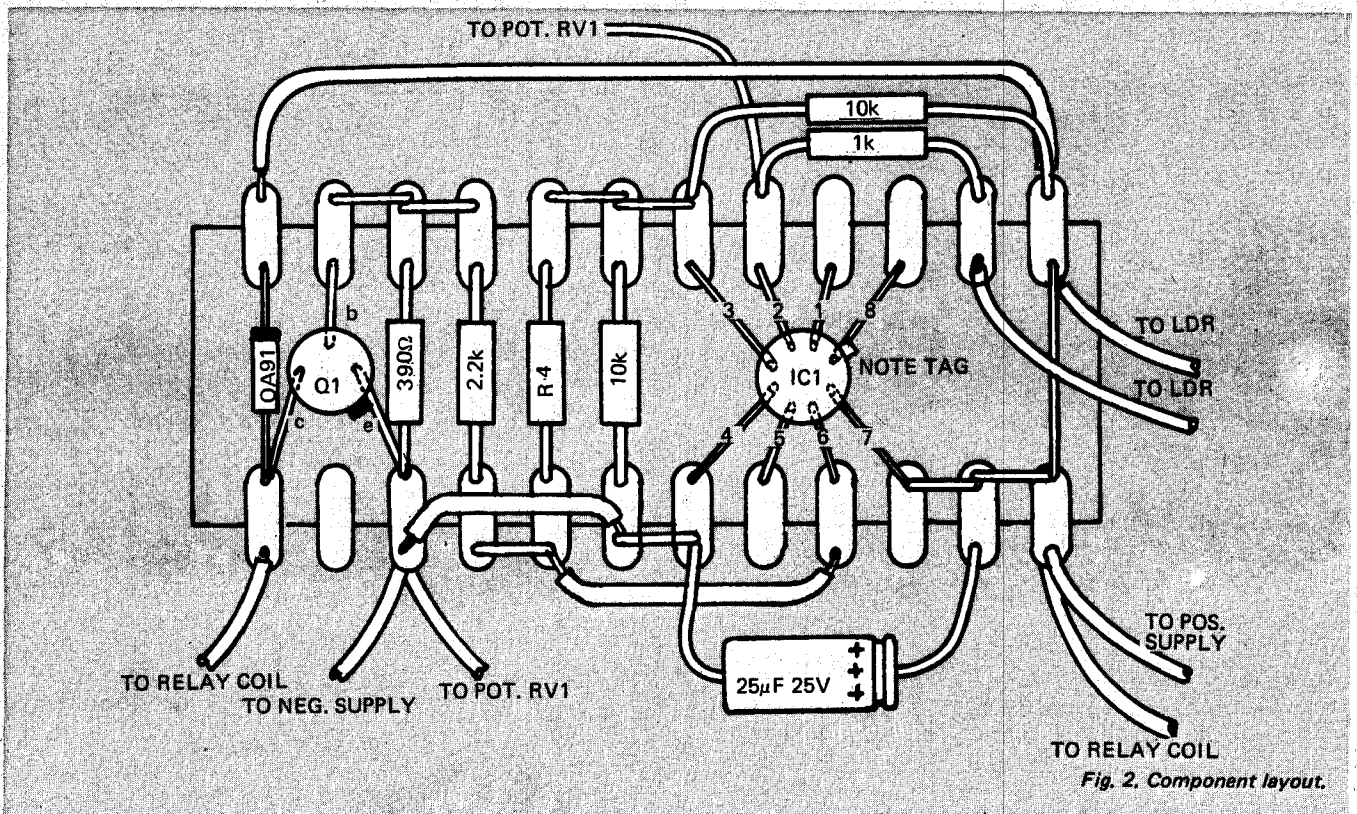 TO POT. RV1
10k
1k
b
3
2
1
8
OA91
Q1
390Ω
2.2k
R4
10k
IC1
NOTE TAG
c
e
4
5
6
7
TO LDR
TO LDR
25µF 25V
+
+
+
TO RELAY COIL
TO NEG. SUPPLY
TO POT. RV1
TO POS.
SUPPLY
TO RELAY COIL
Fig. 2. Component layout.